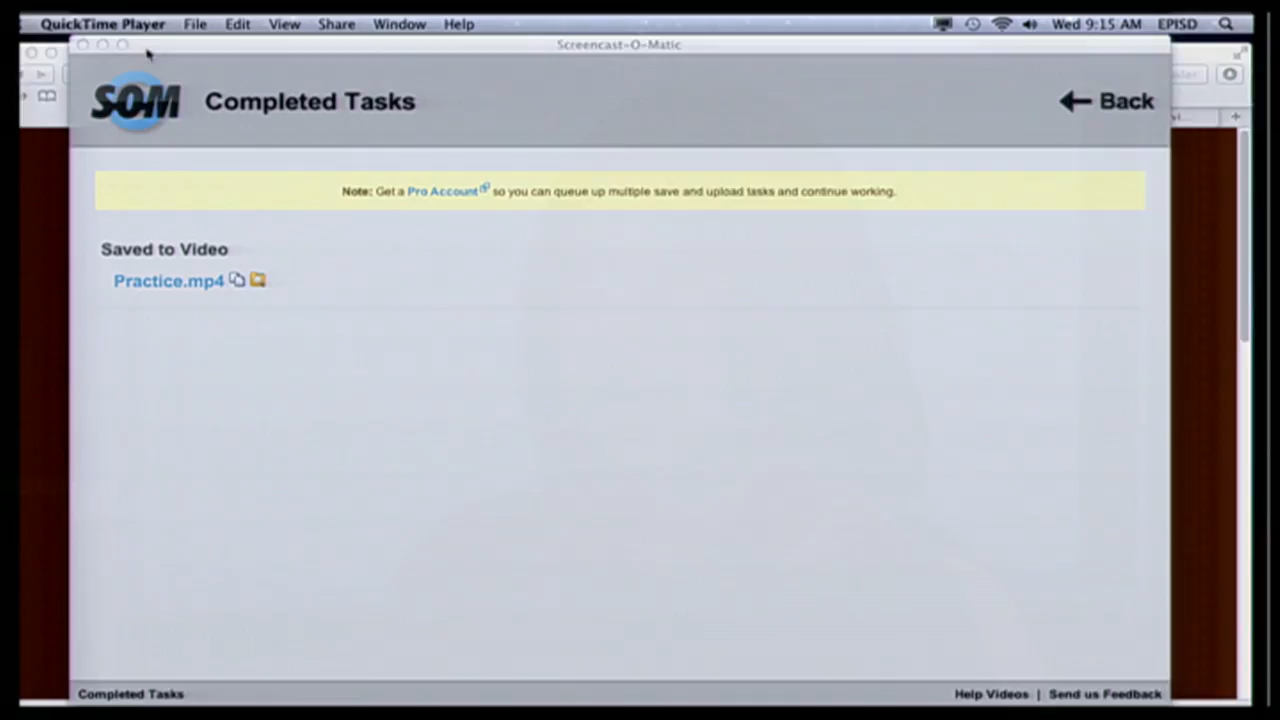 QuickTime Player File Edit View Share Window Help Wed 9:15 AM EPISD
Screencast-O-Matic
SOM Completed Tasks Back
Note: Get a Pro Account so you can queue up multiple save and upload tasks and continue working.
Saved to Video
Practice.mp4
Completed Tasks Help Videos | Send us Feedback